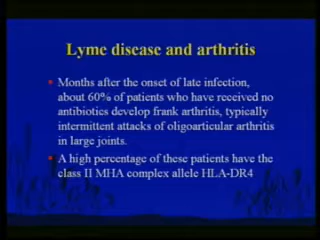 Lyme disease and arthritis
Months after the onset of late infection,
about 60% of patients who have received no
antibiotics develop frank arthritis, typically
intermittent attacks of oligoarticular arthritis
in large joints.
A high percentage of these patients have the
class II MHA complex allele HLA-DR4